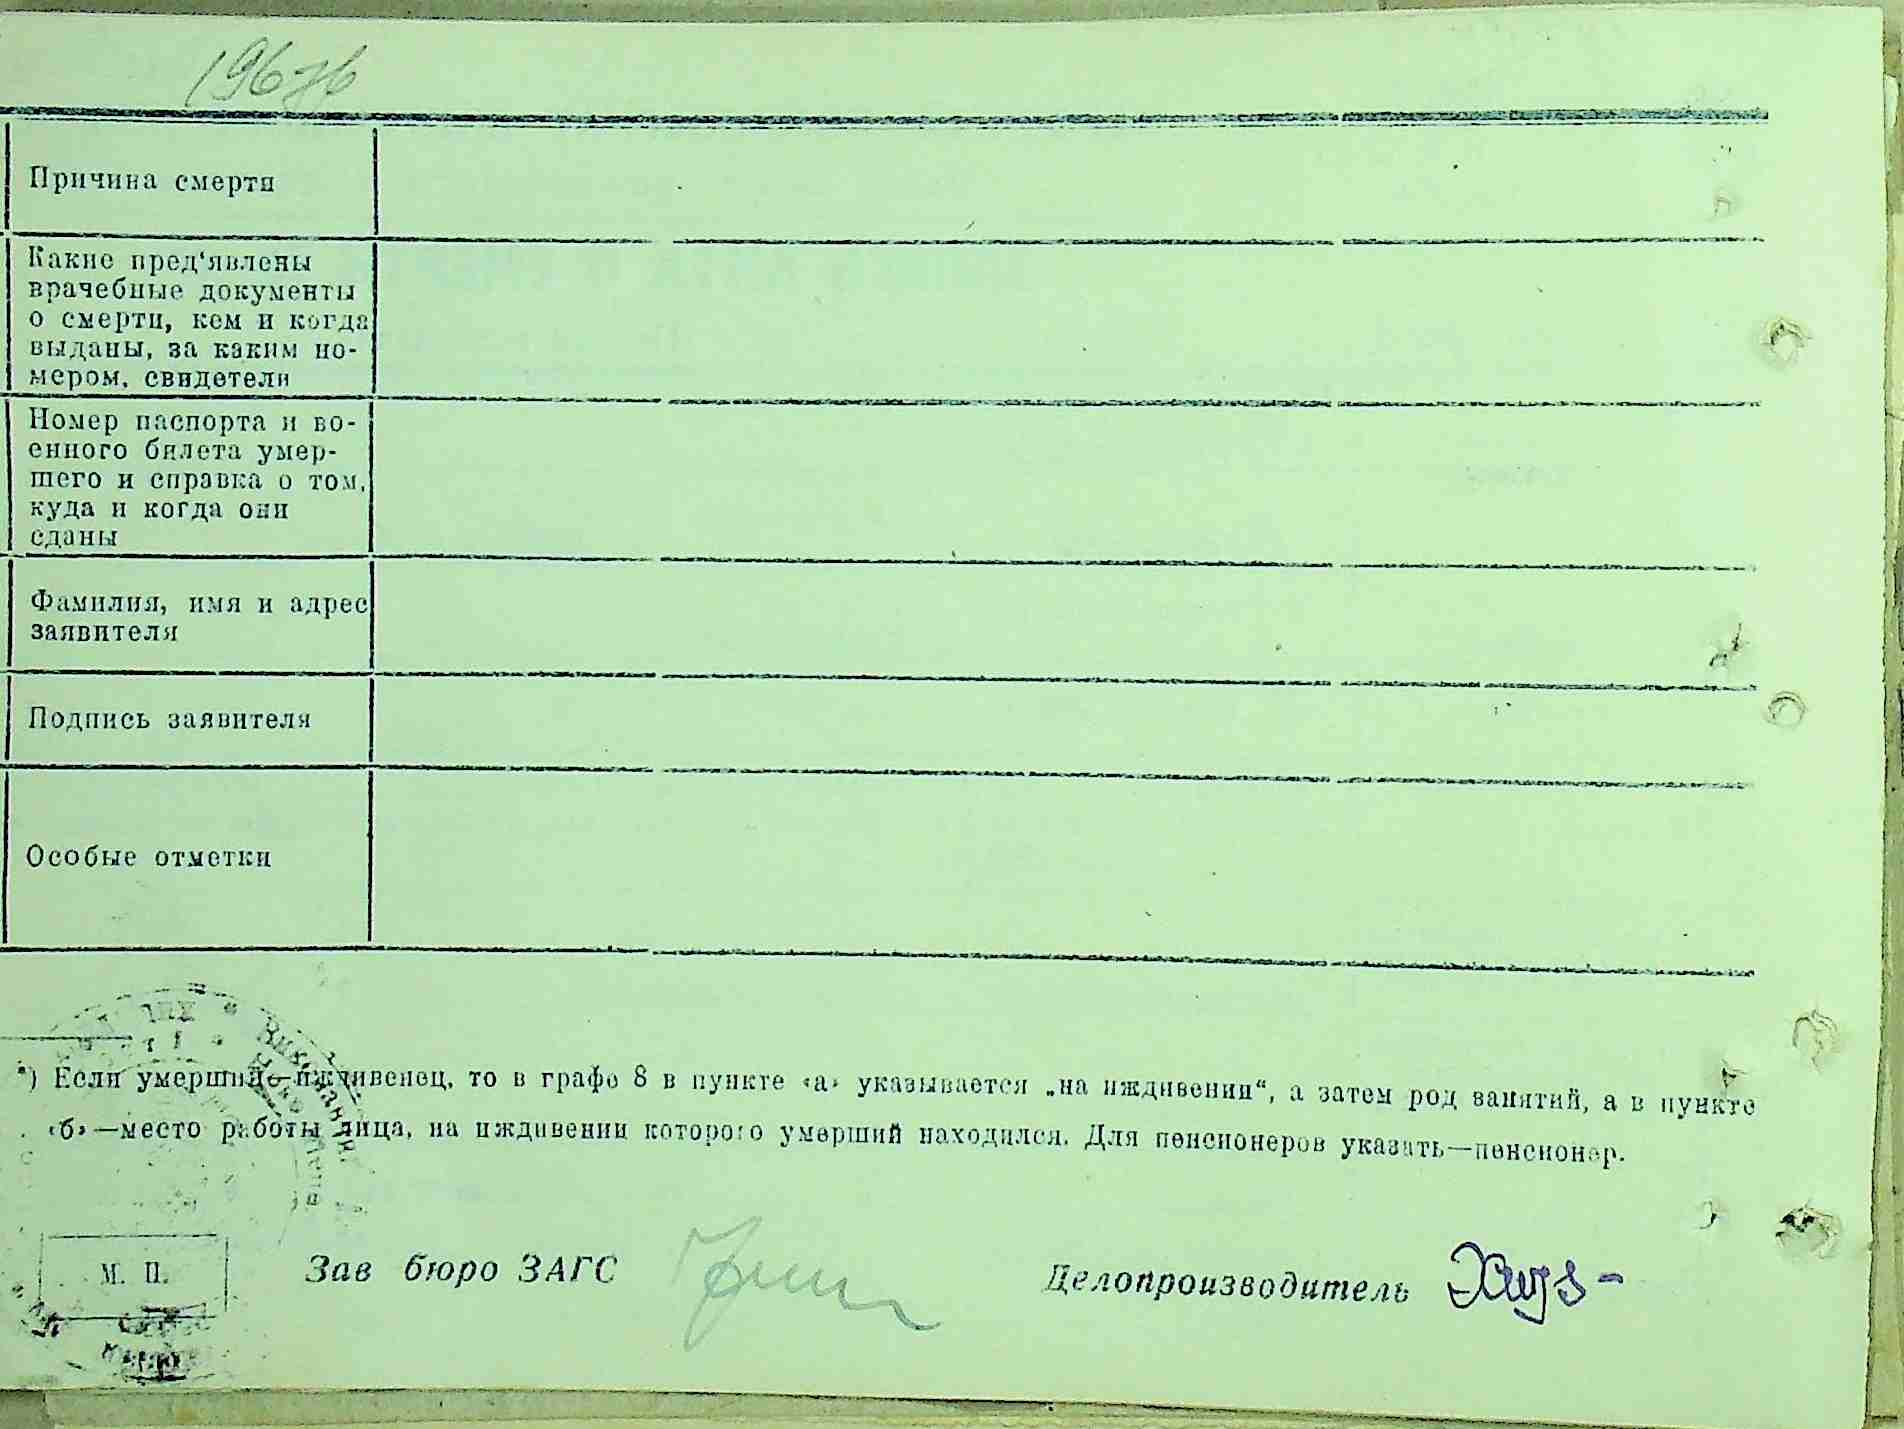 Причина смерти
Какие пред‘явлены
врачебные документы
о смерти, кем и когда
выданы, за каким но-
мером, свидетели
Номер паспорта и во-
енного билета умер-
шего и справка о том,
куда и когда они
сданы
Фамилия, имя и адрес
заявителя
Подпись заявителя
Особые отметки
*) Если умерший—иждивенец, то в графе 8 в пункте «а» указывается „на иждивении“, а затем род занятий, а в пункте
«б»—место работы лица, на иждивении которого умерший находился. Для пенсионеров указать—пенсионер.
М. П.
Зав бюро ЗАГС
Делопроизводитель